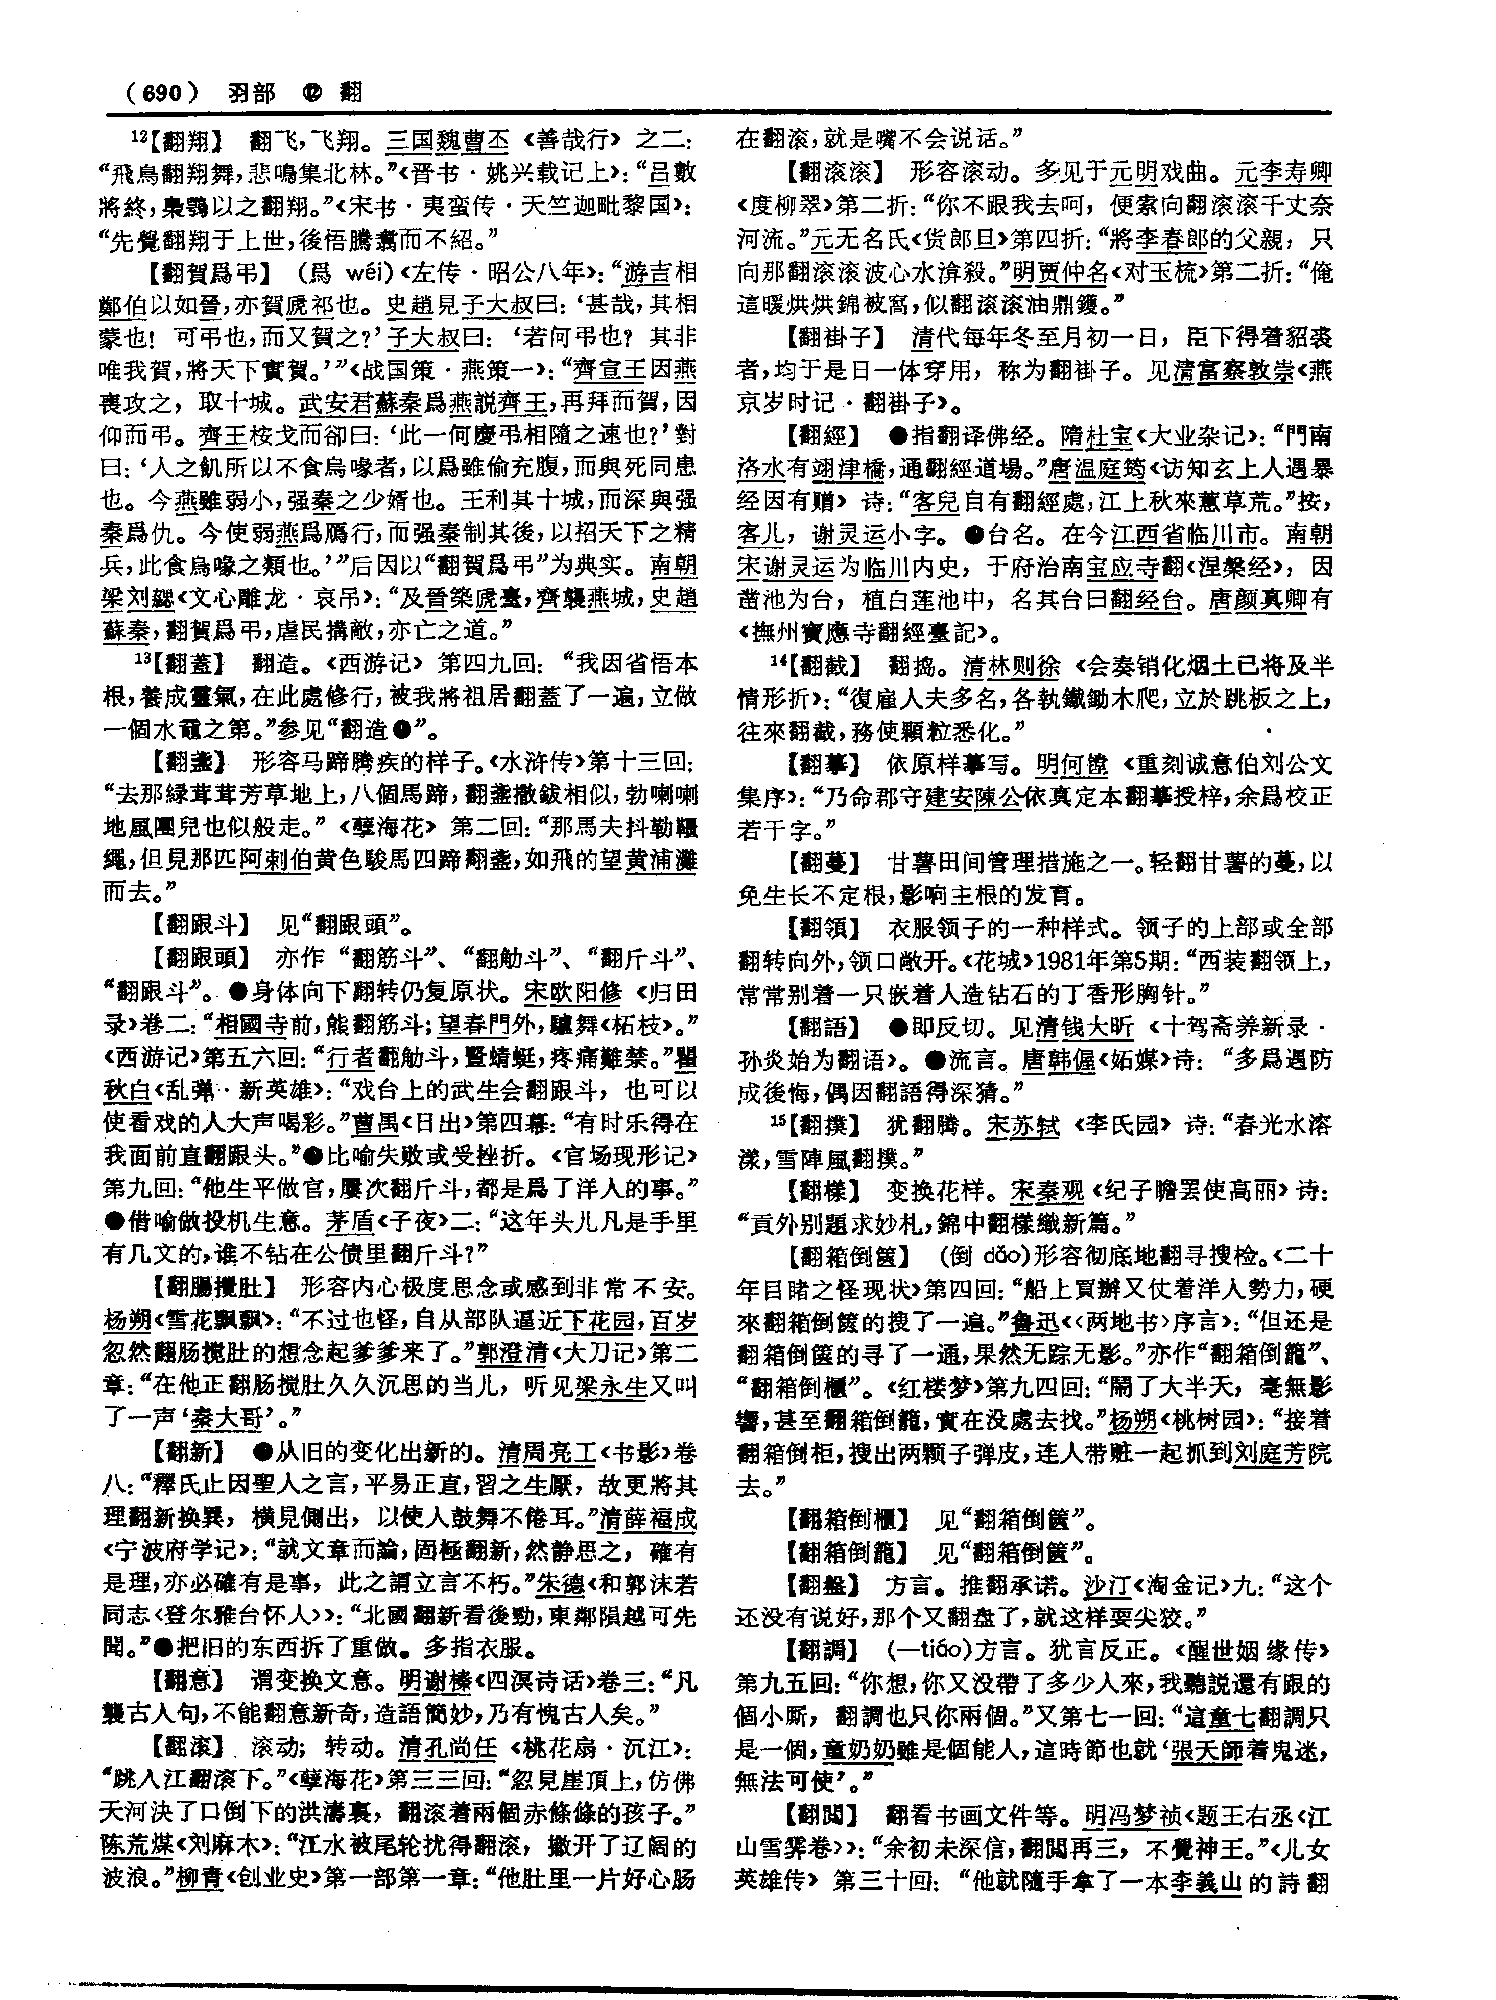 （690） 羽部 ⑫ 翻
12【翻翔】 翻飞，飞翔。三国魏曹丕《善哉行》之二：
“飛鳥翻翔舞，悲鳴集北林。”《晋书·姚兴载记上》：“吕數
將終，梟鴞以之翻翔。”《宋书·夷蛮传·天竺迦毗黎国》：
“先覺翻翔于上世，後悟騰翥而不紹。”
【翻賀爲弔】 (爲 wéi)《左传·昭公八年》：“游吉相
鄭伯以如晉，亦賀虒祁也。史趙見子大叔曰：‘甚哉，其相
蒙也！可弔也，而又賀之？’子大叔曰：‘若何弔也？其非
唯我賀，將天下實賀。’”《战国策·燕策一》：“齊宣王因燕
喪攻之，取十城。武安君蘇秦爲燕説齊王，再拜而賀，因
仰而弔。齊王桉戈而卻曰：‘此一何慶弔相隨之速也？’對
曰：‘人之飢所以不食烏喙者，以爲雖偷充腹，而與死同患
也。今燕雖弱小，强秦之少婿也。王利其十城，而深與强
秦爲仇。今使弱燕爲鴈行，而强秦制其後，以招天下之精
兵，此食烏喙之類也。’”后因以“翻賀爲弔”为典实。南朝
梁刘勰《文心雕龙·哀吊》：“及晉築虒臺，齊襲燕城，史趙
蘇秦，翻賀爲弔，虐民搆敵，亦亡之道。”
13【翻蓋】 翻造。《西游记》第四九回：“我因省悟本
根，養成靈氣，在此處修行，被我將祖居翻蓋了一遍，立做
一個水黿之第。”参见“翻造❶”。
【翻盞】 形容马蹄腾疾的样子。《水浒传》第十三回：
“去那緑茸茸芳草地上，八個馬蹄，翻盞撒鈸相似，勃喇喇
地風團兒也似般走。”《孽海花》第二回：“那馬夫抖勒韁
繩，但見那匹阿剌伯黄色駿馬四蹄翻盞，如飛的望黄浦灘
而去。”
【翻跟斗】 见“翻跟頭”。
【翻跟頭】 亦作“翻筋斗”、“翻觔斗”、“翻斤斗”、
“翻跟斗”。❶身体向下翻转仍复原状。宋欧阳修《归田
录》卷二：“相國寺前，熊翻筋斗；望春門外，驢舞《柘枝》。”
《西游记》第五六回：“行者翻觔斗，豎蜻蜓，疼痛難禁。”瞿
秋白《乱弹·新英雄》：“戏台上的武生会翻跟斗，也可以
使看戏的人大声喝彩。”曹禺《日出》第四幕：“有时乐得在
我面前直翻跟头。”❷比喻失败或受挫折。《官场现形记》
第九回：“他生平做官，屢次翻斤斗，都是爲了洋人的事。”
❸借喻做投机生意。茅盾《子夜》二：“这年头儿凡是手里
有几文的，谁不钻在公债里翻斤斗？”
【翻腸攪肚】 形容内心极度思念或感到非常不安。
杨朔《雪花飘飘》：“不过也怪，自从部队逼近下花园，百岁
忽然翻肠搅肚的想念起爹爹来了。”郭澄清《大刀记》第二
章：“在他正翻肠搅肚久久沉思的当儿，听见梁永生又叫
了一声‘秦大哥’。”
【翻新】 ❶从旧的变化出新的。清周亮工《书影》卷
八：“釋氏止因聖人之言，平易正直，習之生厭，故更將其
理翻新换異，横見側出，以使人鼓舞不倦耳。”清薛福成
《宁波府学记》：“就文章而論，固極翻新，然静思之，確有
是理，亦必確有是事，此之謂立言不朽。”朱德《和郭沫若
同志〈登尔雅台怀人〉》：“北國翻新看後勁，東鄰隕越可先
聞。”❷把旧的东西拆了重做。多指衣服。
【翻意】 谓变换文意。明谢榛《四溟诗话》卷三：“凡
襲古人句，不能翻意新奇，造語簡妙，乃有愧古人矣。”
【翻滚】 滚动；转动。清孔尚任《桃花扇·沉江》：
“跳入江翻滚下。”《孽海花》第三三回：“忽見崖頂上，仿佛
天河決了口倒下的洪濤裏，翻滚着兩個赤條條的孩子。”
陈荒煤《刘麻木》：“江水被尾轮扰得翻滚，撇开了辽阔的
波浪。”柳青《创业史》第一部第一章：“他肚里一片好心肠
在翻滚，就是嘴不会说话。”
【翻滚滚】 形容滚动。多见于元明戏曲。元李寿卿
《度柳翠》第二折：“你不跟我去呵，便索向翻滚滚千丈奈
河流。”元无名氏《货郎旦》第四折：“將李春郎的父親，只
向那翻滚滚波心水渰殺。”明贾仲名《对玉梳》第二折：“俺
這暖烘烘錦被窩，似翻滚滚油鼎鑊。”
【翻褂子】 清代每年冬至月初一日，臣下得着貂裘
者，均于是日一体穿用，称为翻褂子。见清富察敦崇《燕
京岁时记·翻褂子》。
【翻經】 ❶指翻译佛经。隋杜宝《大业杂记》：“門南
洛水有翊津橋，通翻經道場。”唐温庭筠《访知玄上人遇暴
经因有赠》诗：“客兒自有翻經處，江上秋來蕙草荒。”按，
客儿，谢灵运小字。❷台名。在今江西省临川市。南朝
宋谢灵运为临川内史，于府治南宝应寺翻《涅槃经》，因
凿池为台，植白莲池中，名其台曰翻经台。唐颜真卿有
《撫州寶應寺翻經臺記》。
14【翻截】 翻捣。清林则徐《会奏销化烟土已将及半
情形折》：“復雇人夫多名，各執鐵鋤木爬，立於跳板之上，
往來翻截，務使顆粒悉化。”
【翻摹】 依原样摹写。明何镗《重刻诚意伯刘公文
集序》：“乃命郡守建安陳公依真定本翻摹授梓，余爲校正
若干字。”
【翻蔓】 甘薯田间管理措施之一。轻翻甘薯的蔓，以
免生长不定根，影响主根的发育。
【翻領】 衣服领子的一种样式。领子的上部或全部
翻转向外，领口敞开。《花城》1981年第5期：“西装翻领上，
常常别着一只嵌着人造钻石的丁香形胸针。”
【翻語】 ❶即反切。见清钱大昕《十驾斋养新录·
孙炎始为翻语》。❷流言。唐韩偓《妬媒》诗：“多爲遇防
成後悔，偶因翻語得深猜。”
15【翻撲】 犹翻腾。宋苏轼《李氏园》诗：“春光水溶
漾，雪陣風翻撲。”
【翻樣】 变换花样。宋秦观《纪子瞻罢使高丽》诗：
“貢外别題求妙札，錦中翻樣織新篇。”
【翻箱倒篋】 (倒 dǎo)形容彻底地翻寻搜检。《二十
年目睹之怪现状》第四回：“船上買辦又仗着洋人勢力，硬
來翻箱倒篋的搜了一遍。”鲁迅《〈两地书〉序言》：“但还是
翻箱倒箧的寻了一通，果然无踪无影。”亦作“翻箱倒籠”、
“翻箱倒櫃”。《红楼梦》第九四回：“鬧了大半天，毫無影
響，甚至翻箱倒籠，實在没處去找。”杨朔《桃树园》：“接着
翻箱倒柜，搜出两颗子弹皮，连人带赃一起抓到刘庭芳院
去。”
【翻箱倒櫃】 见“翻箱倒篋”。
【翻箱倒籠】 见“翻箱倒篋”。
【翻盤】 方言。推翻承诺。沙汀《淘金记》九：“这个
还没有说好，那个又翻盘了，就这样耍尖狡。”
【翻調】 (—tiáo)方言。犹言反正。《醒世姻缘传》
第九五回：“你想，你又没帶了多少人來，我聽説還有跟的
個小厮，翻調也只你兩個。”又第七一回：“這童七翻調只
是一個，童奶奶雖是個能人，這時節也就‘張天師着鬼迷，
無法可使’。”
【翻閲】 翻看书画文件等。明冯梦祯《题王右丞〈江
山雪霁卷〉》：“余初未深信，翻閲再三，不覺神王。”《儿女
英雄传》第三十回：“他就隨手拿了一本李義山的詩翻